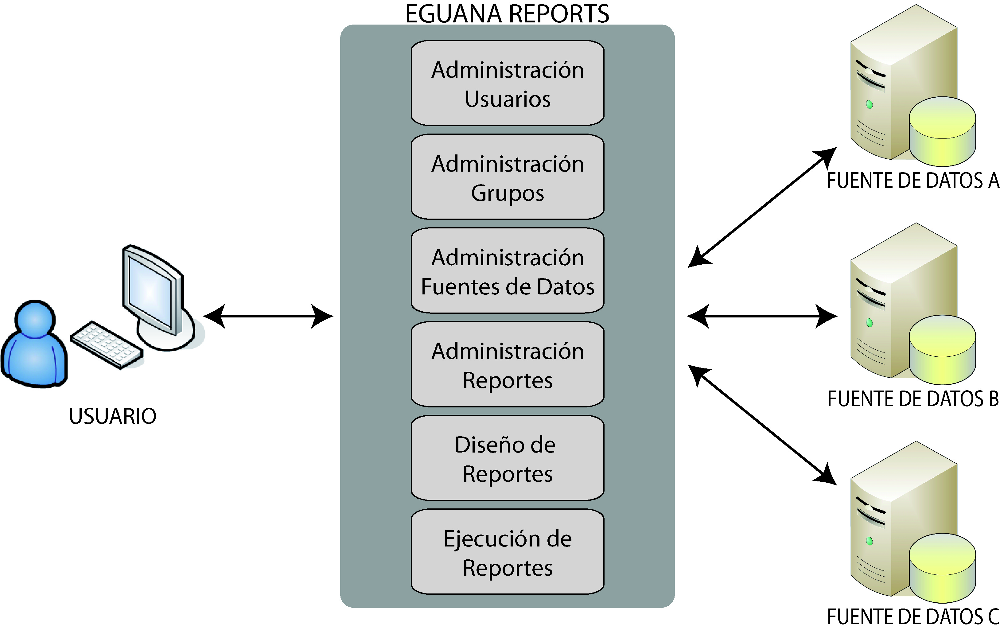 EGUANA REPORTS
Administración
Usuarios
Administración
Grupos
Administración
Fuentes de Datos
Administración
Reportes
Diseño de
Reportes
Ejecución de
Reportes
USUARIO
FUENTE DE DATOS A
FUENTE DE DATOS B
FUENTE DE DATOS C